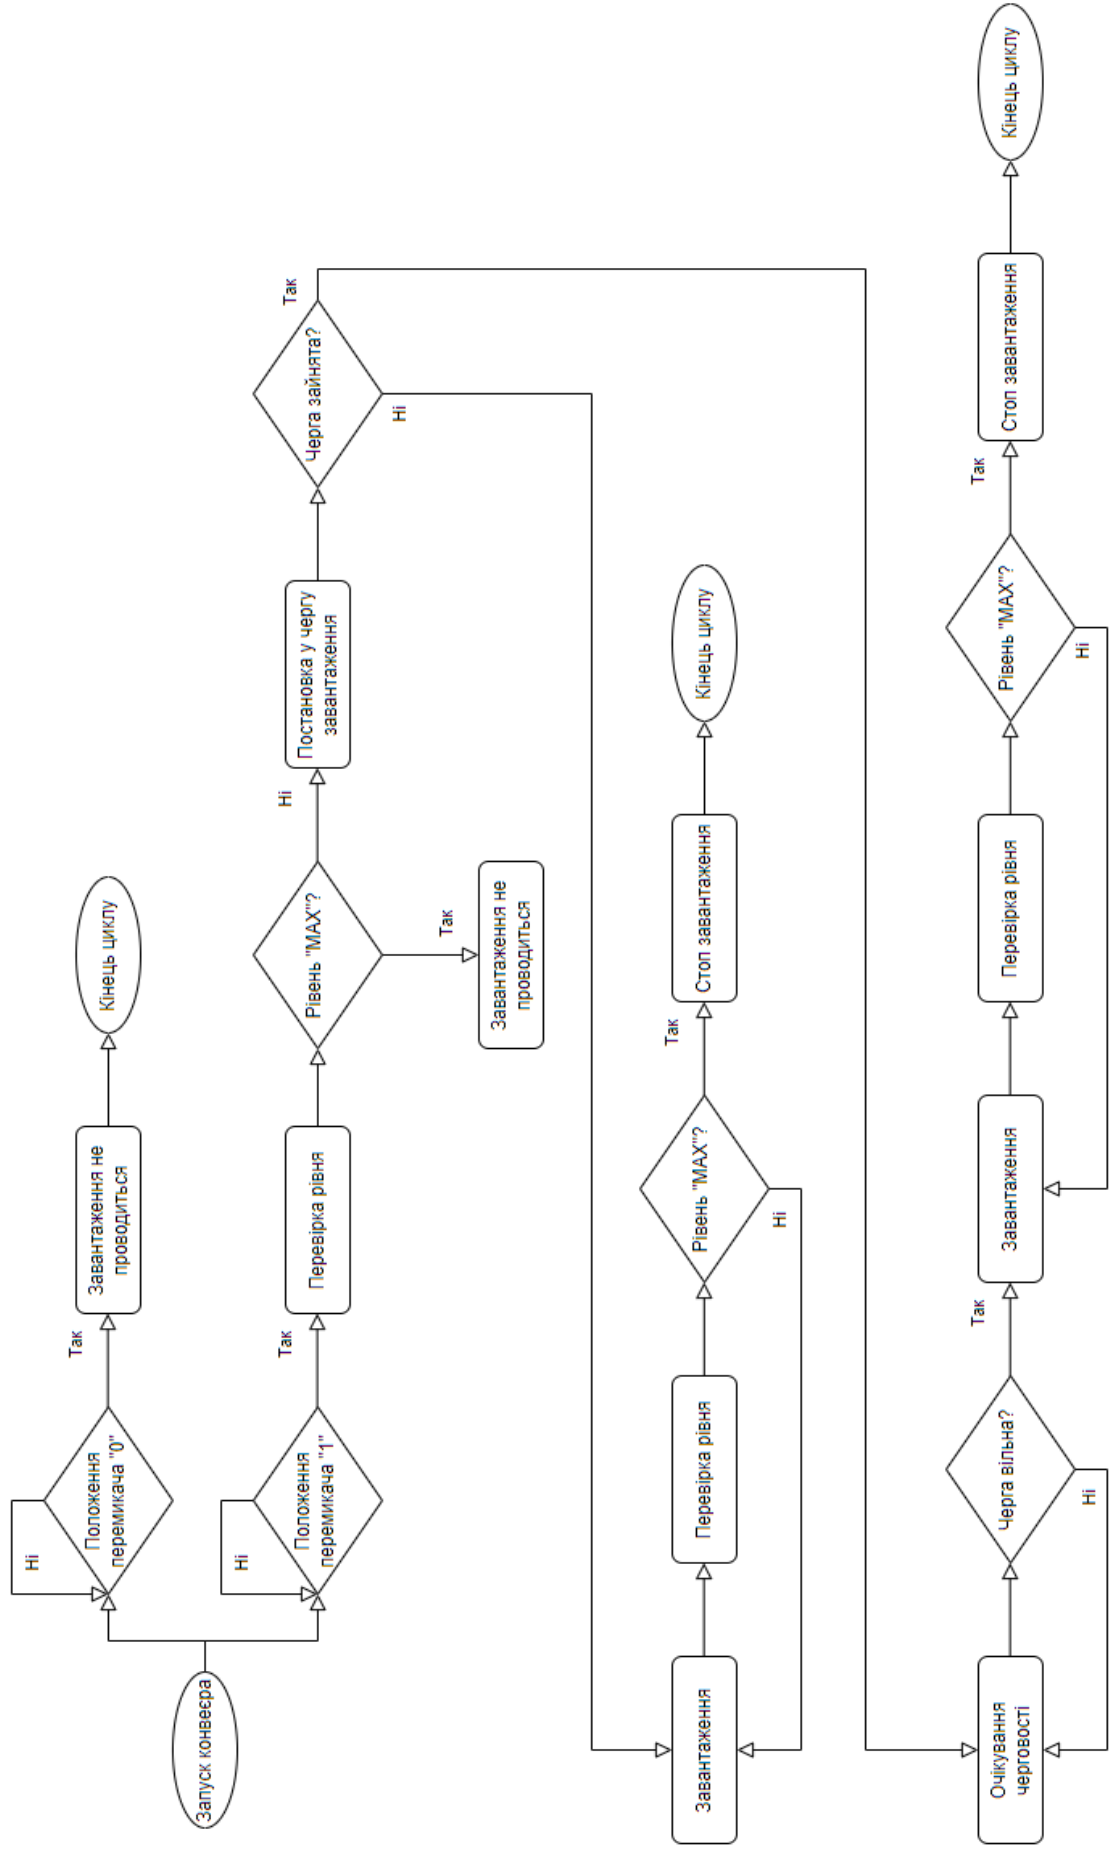 Запуск конвеєра
Ні
Положення
перемикача "0"
Так
Завантаження не
проводиться
Кінець циклу
Ні
Положення
перемикача "1"
Так
Перевірка рівня
Рівень "MAX"?
Ні
Так
Завантаження не
проводиться
Постановка у чергу
завантаження
Черга зайнята?
Так
Ні
Завантаження
Перевірка рівня
Рівень "MAX"?
Ні
Так
Стоп завантаження
Кінець циклу
Очікування
черговості
Черга вільна?
Ні
Так
Завантаження
Перевірка рівня
Рівень "MAX"?
Ні
Так
Стоп завантаження
Кінець циклу